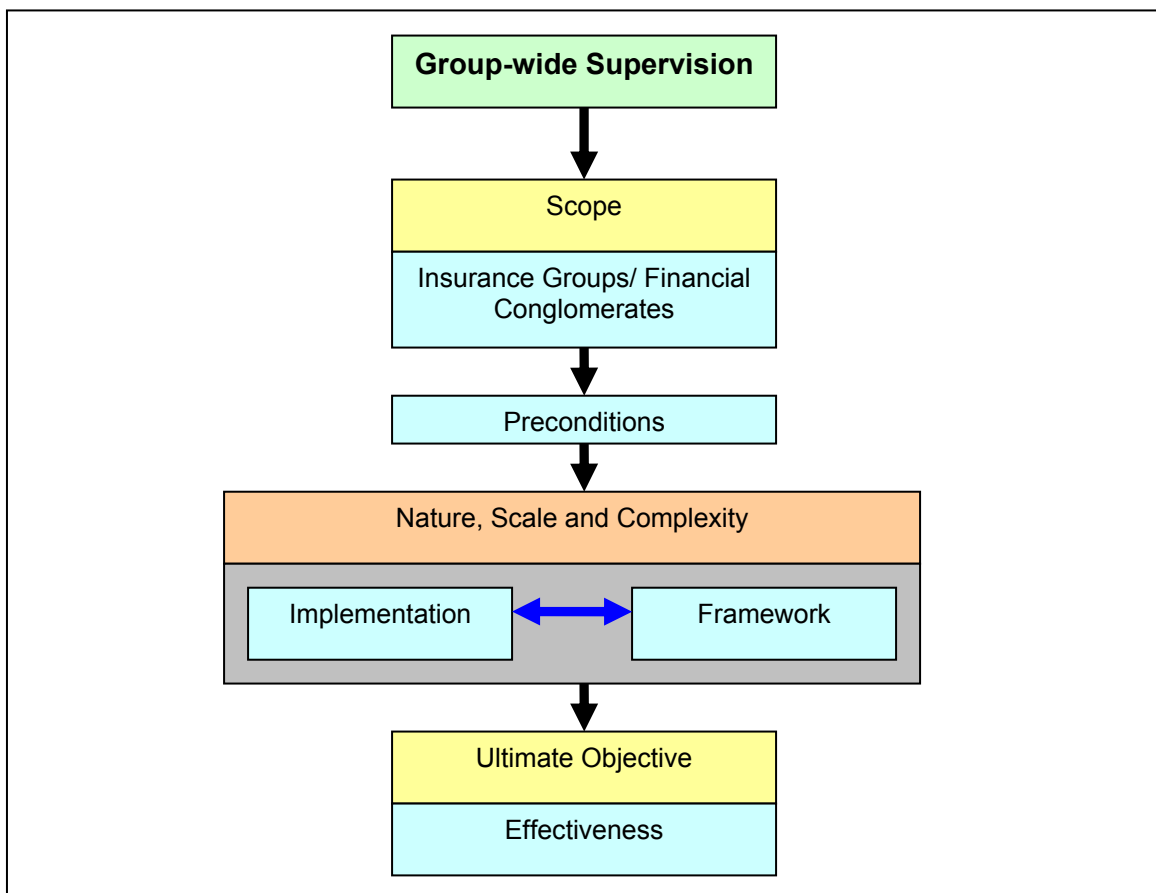 Group-wide Supervision
Scope
Insurance Groups/ Financial
Conglomerates
Preconditions
Nature, Scale and Complexity
Implementation
Framework
Ultimate Objective
Effectiveness